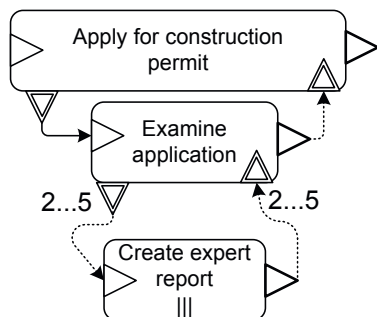 Apply for construction
permit
Examine
application
2...5
2...5
Create expert
report
|||